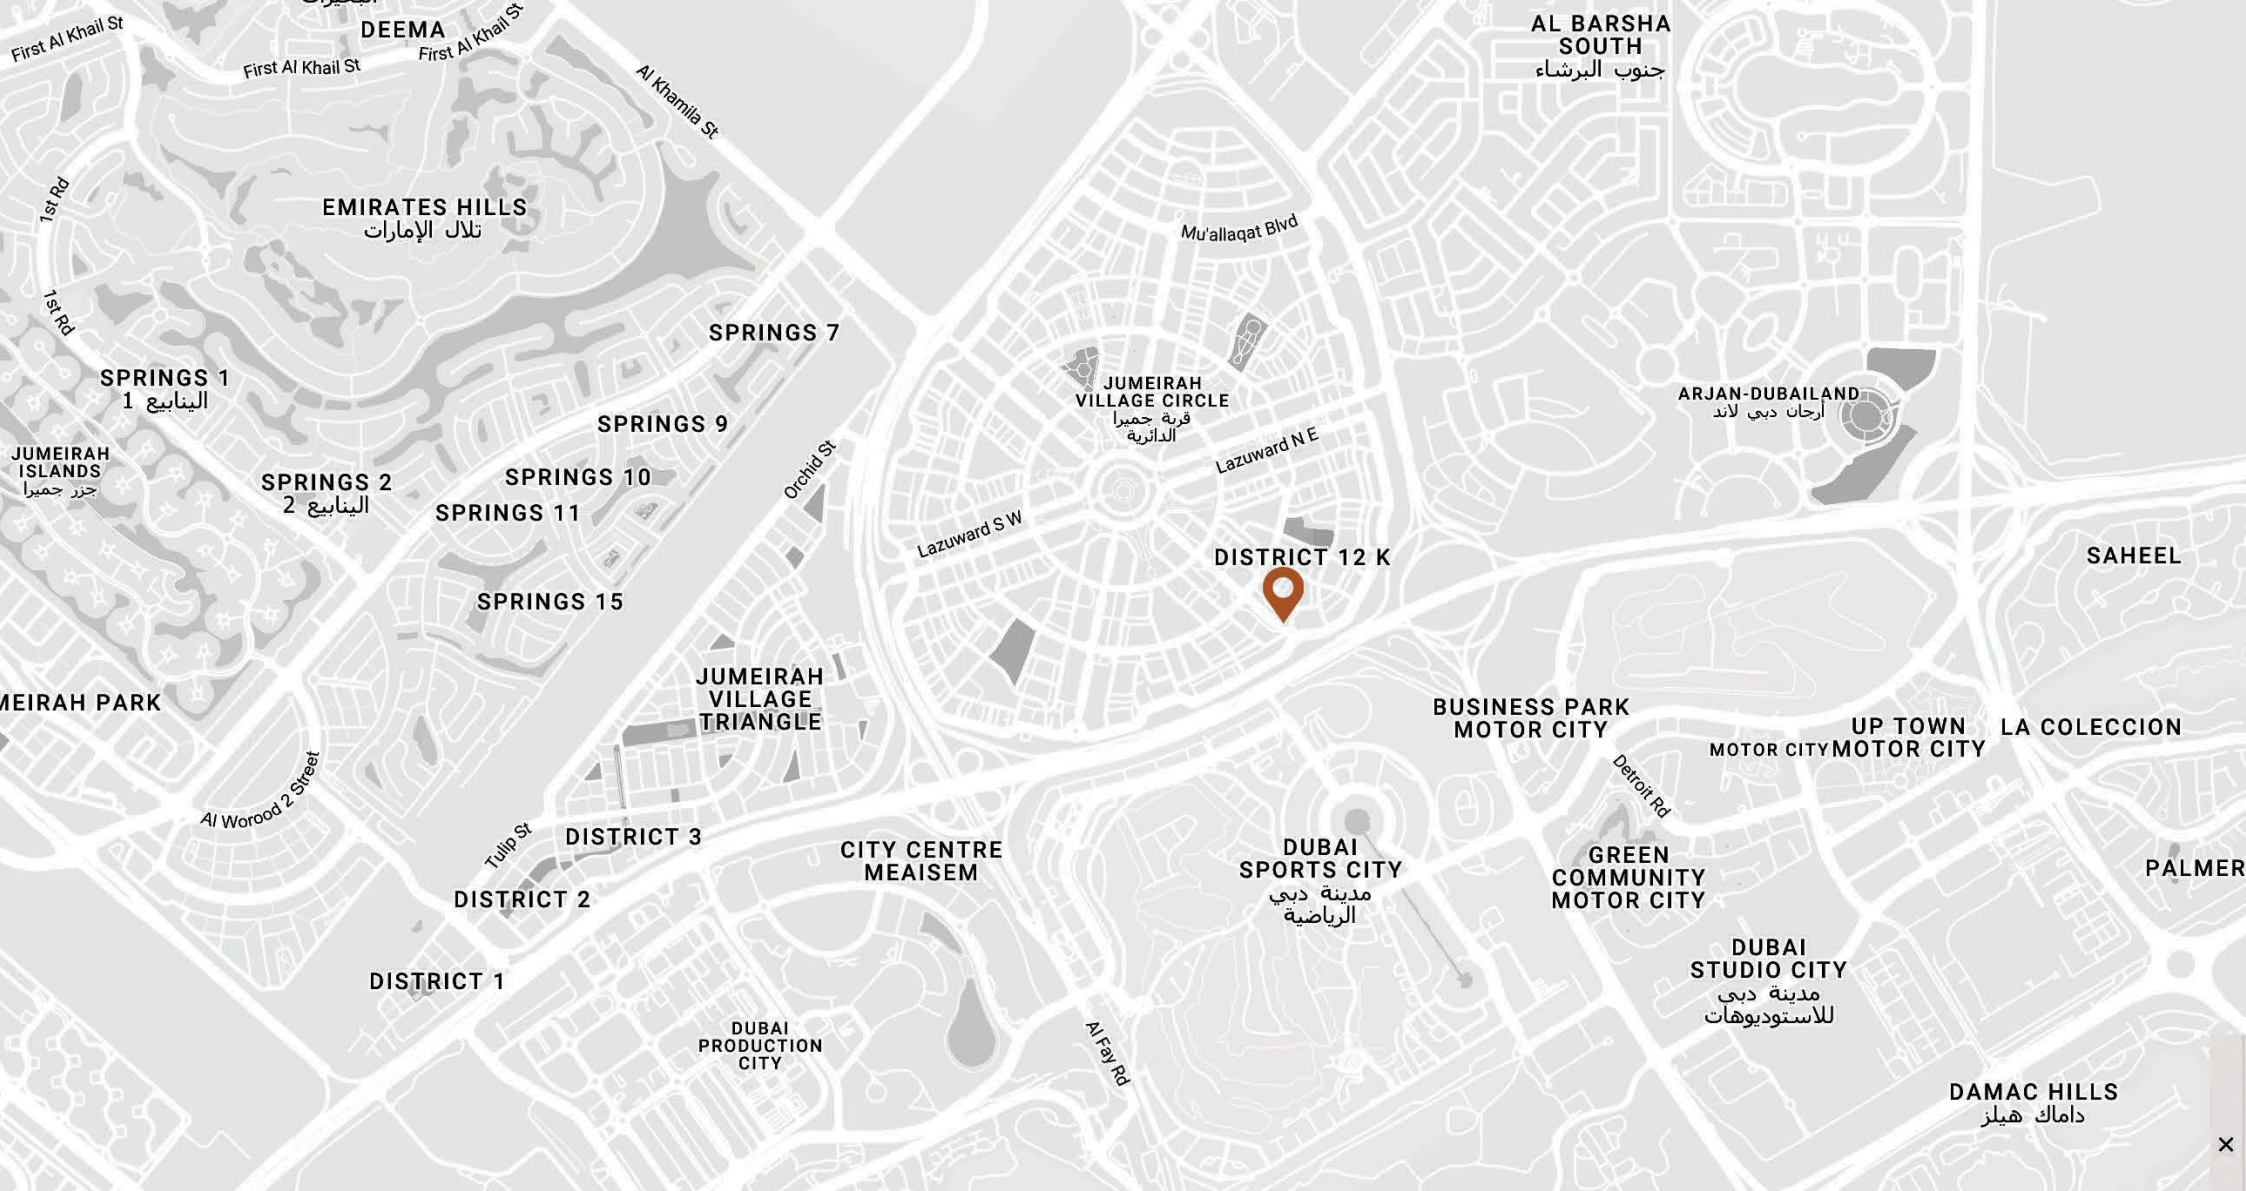 البحيرات
DEEMA
First Al Khail St
First Al Khail St
First Al Khail St
Al Khamila St
AL BARSHA
SOUTH
جنوب البرشاء
1st Rd
1st Rd
EMIRATES HILLS
تلال الإمارات
Mu'allaqat Blvd
SPRINGS 7
SPRINGS 1
الينابيع 1
JUMEIRAH
VILLAGE CIRCLE
قرية جميرا
الدائرية
ARJAN-DUBAILAND
أرجان دبي لاند
SPRINGS 9
Lazuward N E
JUMEIRAH
ISLANDS
جزر جميرا
SPRINGS 2
الينابيع 2
SPRINGS 10
SPRINGS 11
Orchid St
Lazuward S W
DISTRICT 12 K
SAHEEL
SPRINGS 15
MEIRAH PARK
JUMEIRAH
VILLAGE
TRIANGLE
BUSINESS PARK
MOTOR CITY
MOTOR CITY
UP TOWN
MOTOR CITY
LA COLECCION
Detroit Rd
Al Worood 2 Street
Tulip St
DISTRICT 3
CITY CENTRE
MEAISEM
DUBAI
SPORTS CITY
مدينة دبي
الرياضية
GREEN
COMMUNITY
MOTOR CITY
PALMER
DISTRICT 2
DISTRICT 1
DUBAI
STUDIO CITY
مدينة دبي
للاستوديوهات
DUBAI
PRODUCTION
CITY
Al Fay Rd
DAMAC HILLS
داماك هيلز